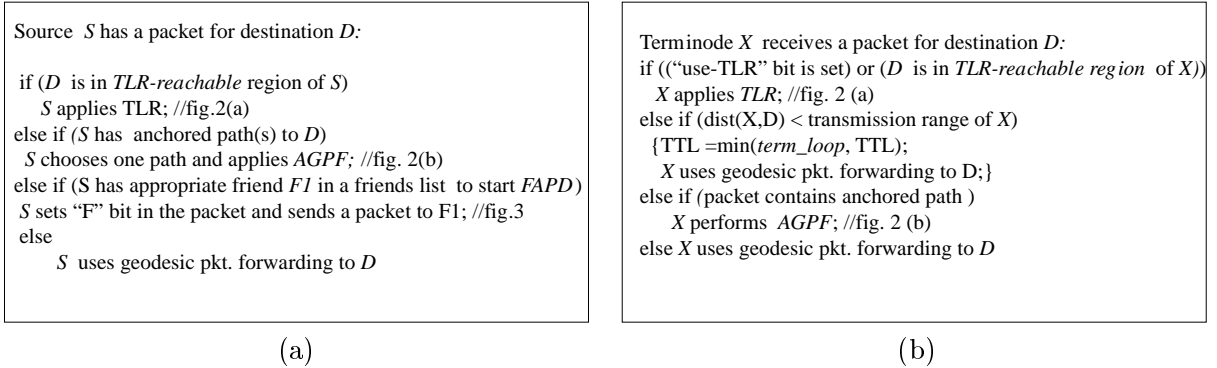 Source S has a packet for destination D:
if (D is in TLR-reachable region of S)
S applies TLR; //fig.2(a)
else if (S has anchored path(s) to D)
S chooses one path and applies AGPF; //fig. 2(b)
else if (S has appropriate friend F1 in a friends list to start FAPD)
S sets “F” bit in the packet and sends a packet to F1; //fig.3
else
S uses geodesic pkt. forwarding to D
(a)
Terminode X receives a packet for destination D:
if ((“use-TLR” bit is set) or (D is in TLR-reachable region of X))
X applies TLR; //fig. 2 (a)
else if (dist(X,D) < transmission range of X)
{TTL =min(term_loop, TTL);
X uses geodesic pkt. forwarding to D;}
else if (packet contains anchored path )
X performs AGPF; //fig. 2 (b)
else X uses geodesic pkt. forwarding to D
(b)